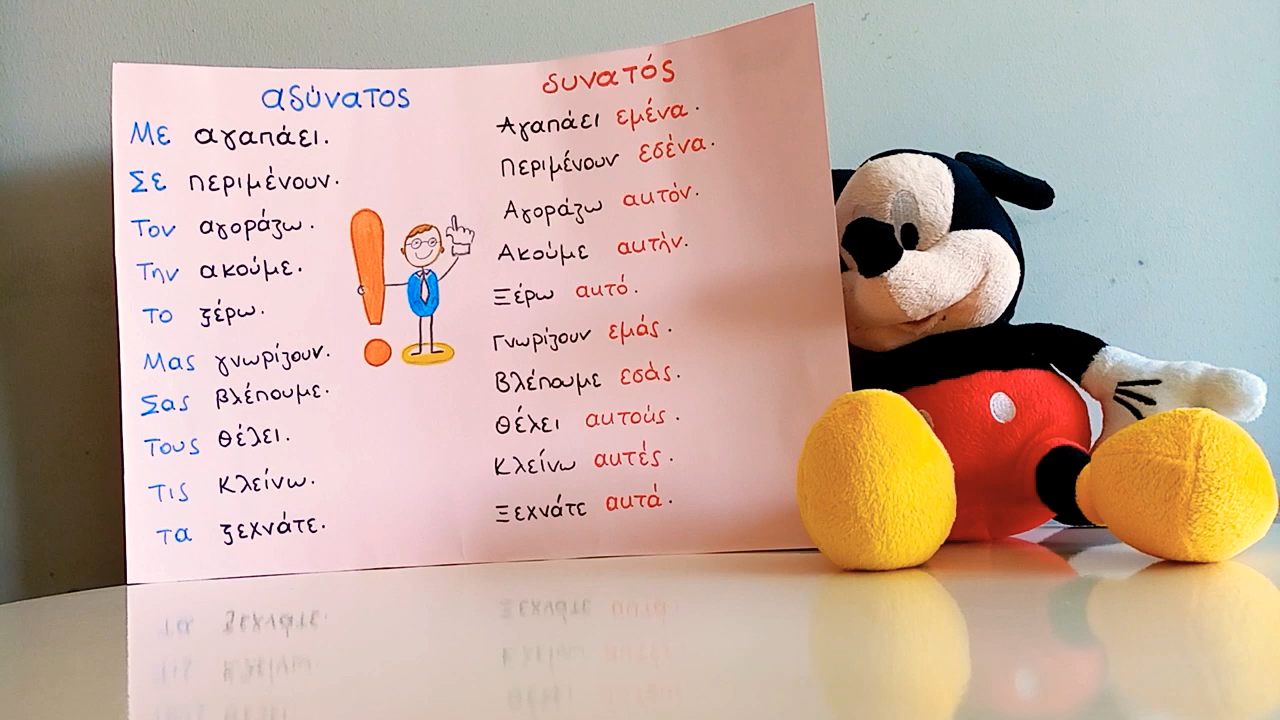 αδύνατος
Με αγαπάει.
Σε περιμένουν.
Τον αγοράζω.
Την ακούμε.
Το ξέρω.
Μας γνωρίζουν.
Σας βλέπουμε.
Τους θέλει.
Τις κλείνω.
Τα ξεχνάτε.
δυνατός
Αγαπάει εμένα.
Περιμένουν εσένα.
Αγοράζω αυτόν.
Ακούμε αυτήν.
Ξέρω αυτό.
Γνωρίζουν εμάς.
Βλέπουμε εσάς.
Θέλει αυτούς.
Κλείνω αυτές.
Ξεχνάτε αυτά.